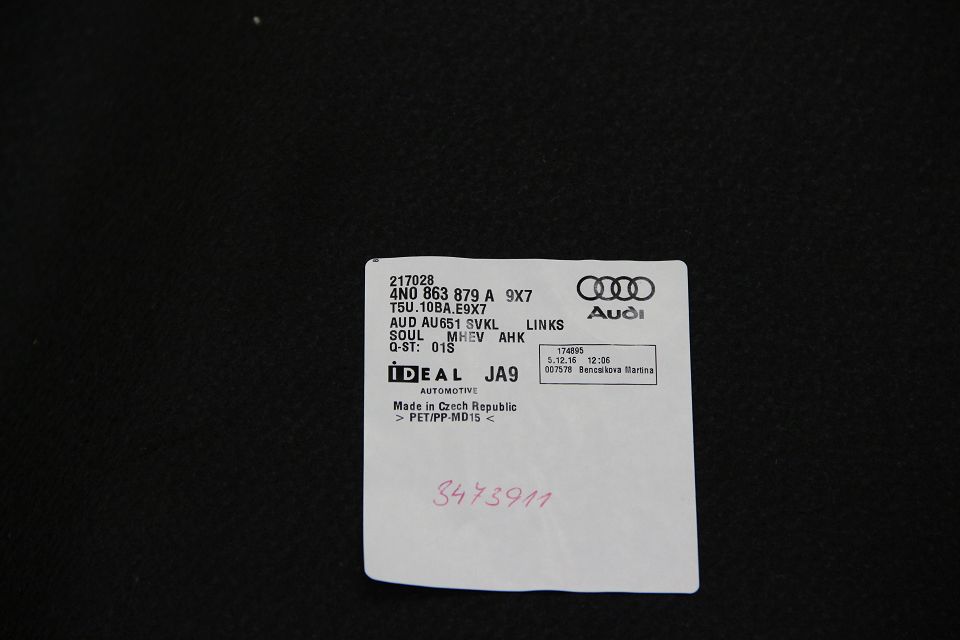 217028
4N0 863 879 A 9X7
T5U.10BA.E9X7
AUD AU651 SVKL LINKS
SOUL MHEV AHK
Q-ST: 01S
iDEAL JA9
AUTOMOTIVE
Made in Czech Republic
> PET/PP-MD15 <
Audi
174895
5.12.16 12:06
007578 Bencsikova Martina
3473911